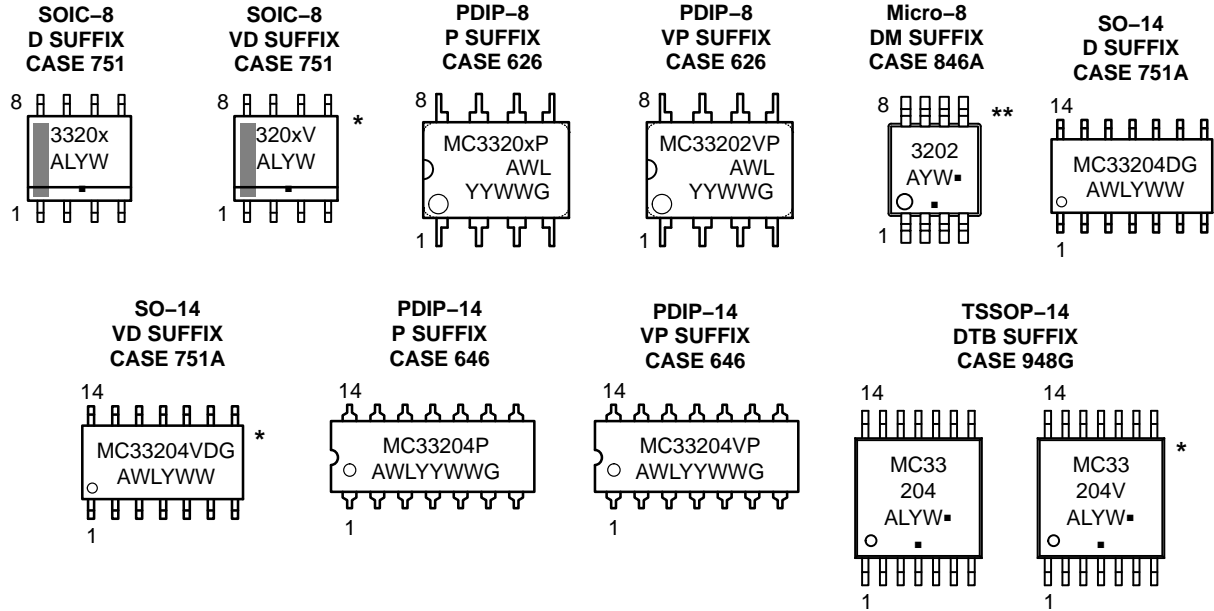 SOIC–8
D SUFFIX
CASE 751
8
3320x
ALYW
1
SOIC–8
VD SUFFIX
CASE 751
8
*
320xV
ALYW
1
PDIP–8
P SUFFIX
CASE 626
8
MC3320xP
AWL
YYWWG
1
PDIP–8
VP SUFFIX
CASE 626
8
MC33202VP
AWL
YYWWG
1
Micro–8
DM SUFFIX
CASE 846A
8
**
3202
AYW▪
▪
1
SO–14
D SUFFIX
CASE 751A
14
MC33204DG
AWLYWW
1
SO–14
VD SUFFIX
CASE 751A
14
*
MC33204VDG
AWLYWW
1
PDIP–14
P SUFFIX
CASE 646
14
MC33204P
AWLYYWWG
1
PDIP–14
VP SUFFIX
CASE 646
14
MC33204VP
AWLYYWWG
1
TSSOP–14
DTB SUFFIX
CASE 948G
14
MC33
204
ALYW▪
▪
1
14
*
MC33
204V
ALYW▪
▪
1